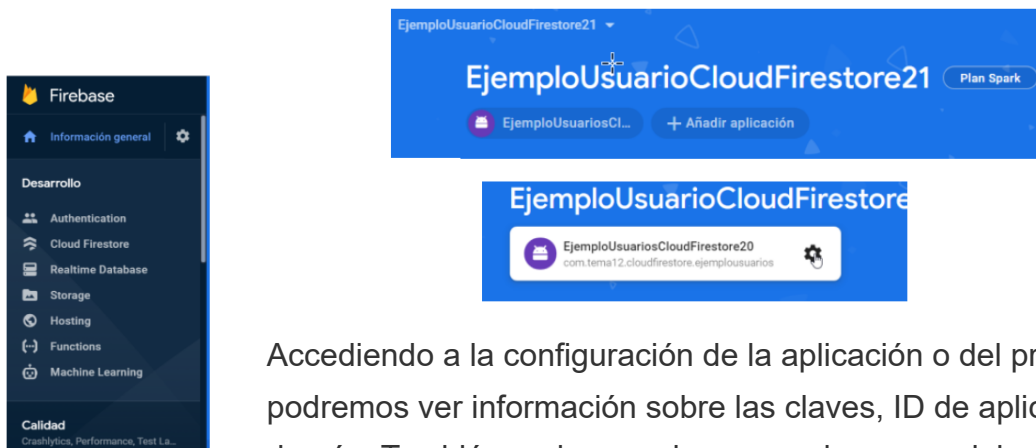 EjemploUsuarioCloudFirestore21
EjemploUsuarioCloudFirestore21 Plan Spark
EjemploUsuariosCl... + Añadir aplicación
Firebase
Información general
Desarrollo
Authentication
Cloud Firestore
Realtime Database
Storage
Hosting
Functions
Machine Learning
Calidad
Crashlytics, Performance, Test La...
EjemploUsuarioCloudFirestore
EjemploUsuariosCloudFirestore20
com.tema12.cloudfirestore.ejemplousuarios
Accediendo a la configuración de la aplicación o del pr
podremos ver información sobre las claves, ID de aplic